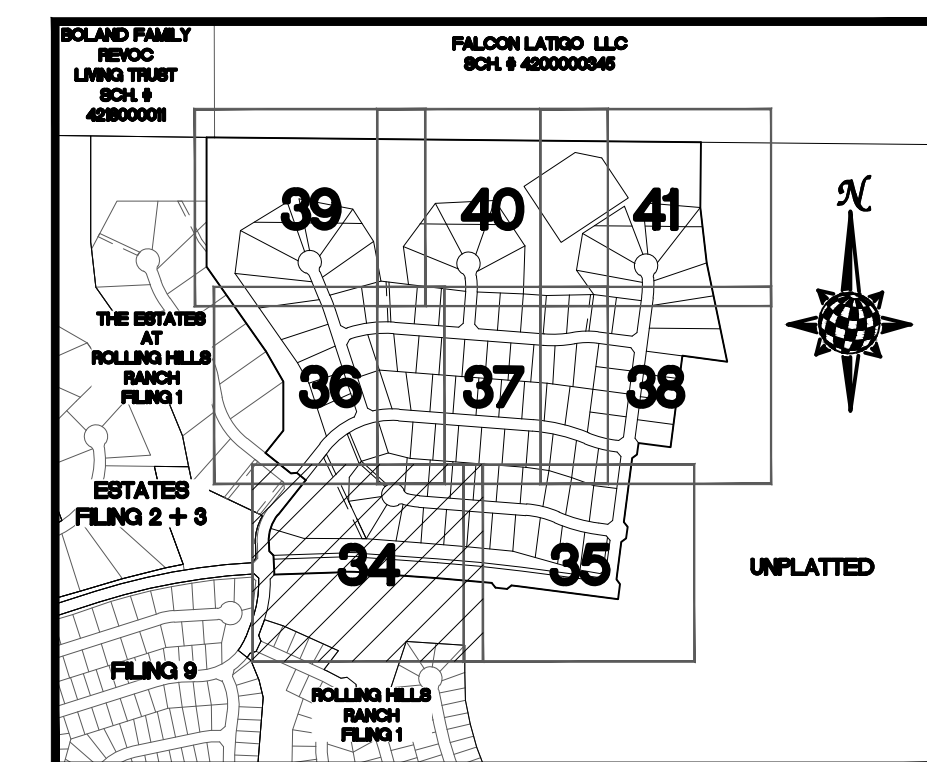 BOLAND FAMILY
REVOC
LIVING TRUST
SCH. #
4213000011
FALCON LATIGO LLC
SCH. # 4200000345
N
39
40
41
THE ESTATES
AT
ROLLING HILLS
RANCH
FILING 1
36
37
38
ESTATES
FILING 2 + 3
34
35
UNPLATTED
FILING 9
ROLLING HILLS
RANCH
FILING 1